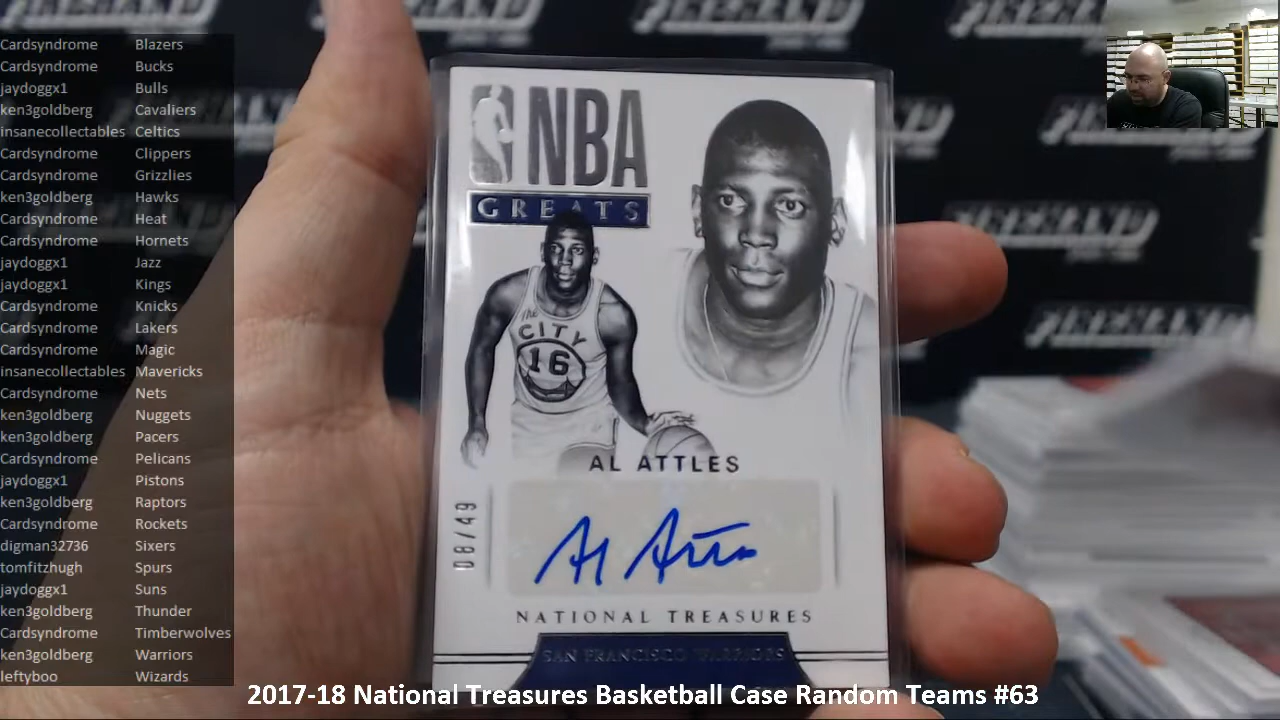 Cardsyndrome Blazers
Cardsyndrome Bucks
jaydoggx1 Bulls
ken3goldberg Cavaliers
insanecollectables Celtics
Cardsyndrome Clippers
Cardsyndrome Grizzlies
ken3goldberg Hawks
Cardsyndrome Heat
Cardsyndrome Hornets
jaydoggx1 Jazz
jaydoggx1 Kings
Cardsyndrome Knicks
Cardsyndrome Lakers
Cardsyndrome Magic
insanecollectables Mavericks
Cardsyndrome Nets
ken3goldberg Nuggets
ken3goldberg Pacers
Cardsyndrome Pelicans
jaydoggx1 Pistons
ken3goldberg Raptors
Cardsyndrome Rockets
digman32736 Sixers
tomfitzhugh Spurs
jaydoggx1 Suns
ken3goldberg Thunder
Cardsyndrome Timberwolves
ken3goldberg Warriors
leftyboo Wizards
NBA
GREATS
The
CITY
16
AL ATTLES
08/49
Al Attles
NATIONAL TREASURES
SAN FRANCISCO WARRIORS
2017-18 National Treasures Basketball Case Random Teams #63